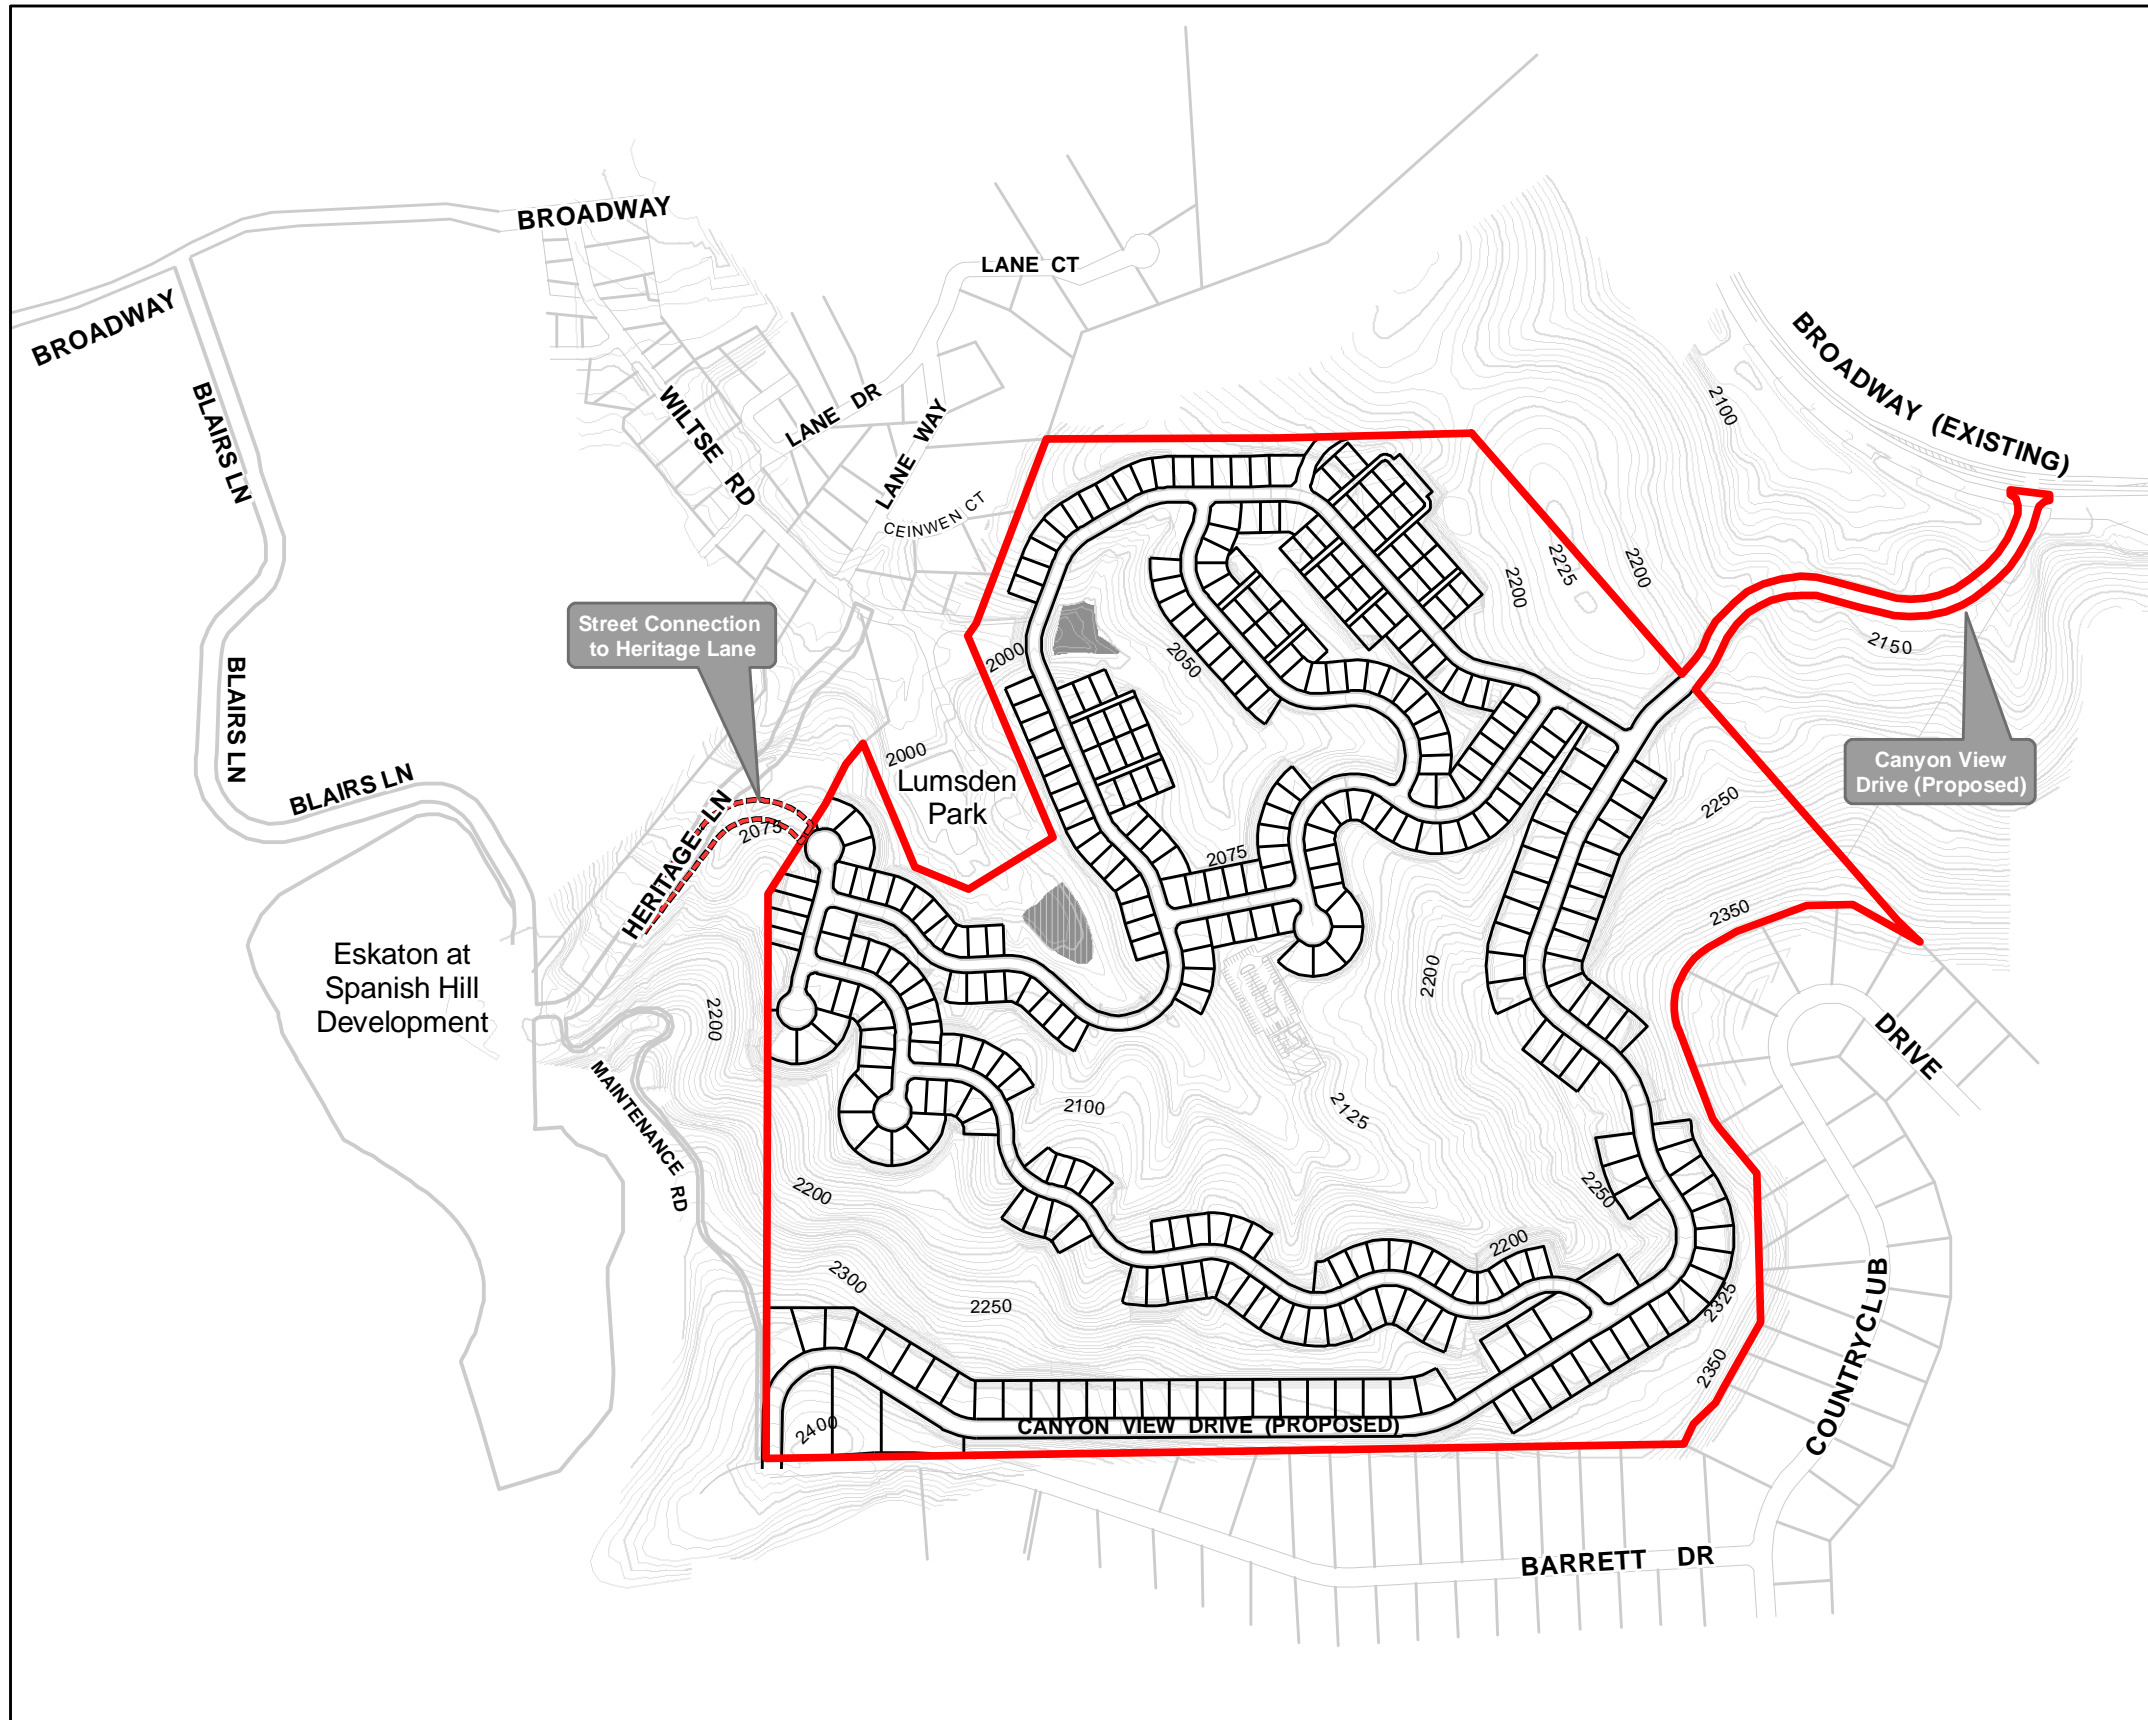 BROADWAY
LANE CT
BROADWAY
BROADWAY (EXISTING)
BLAIRS LN
WILTSE RD
LANE DR
LANE WAY
2100
CEINWEN CT
2200
2225
2200
Street Connection
to Heritage Lane
2000
2050
2150
BLAIRS LN
2000
Lumsden
Park
Canyon View
Drive (Proposed)
BLAIRS LN
HERITAGE LN
2075
2250
2075
2350
Eskaton at
Spanish Hill
Development
2200
2200
DRIVE
MAINTENANCE RD
2100
2125
2200
2250
2300
2250
2200
2325
COUNTRYCLUB
2350
2400
CANYON VIEW DRIVE (PROPOSED)
BARRETT DR